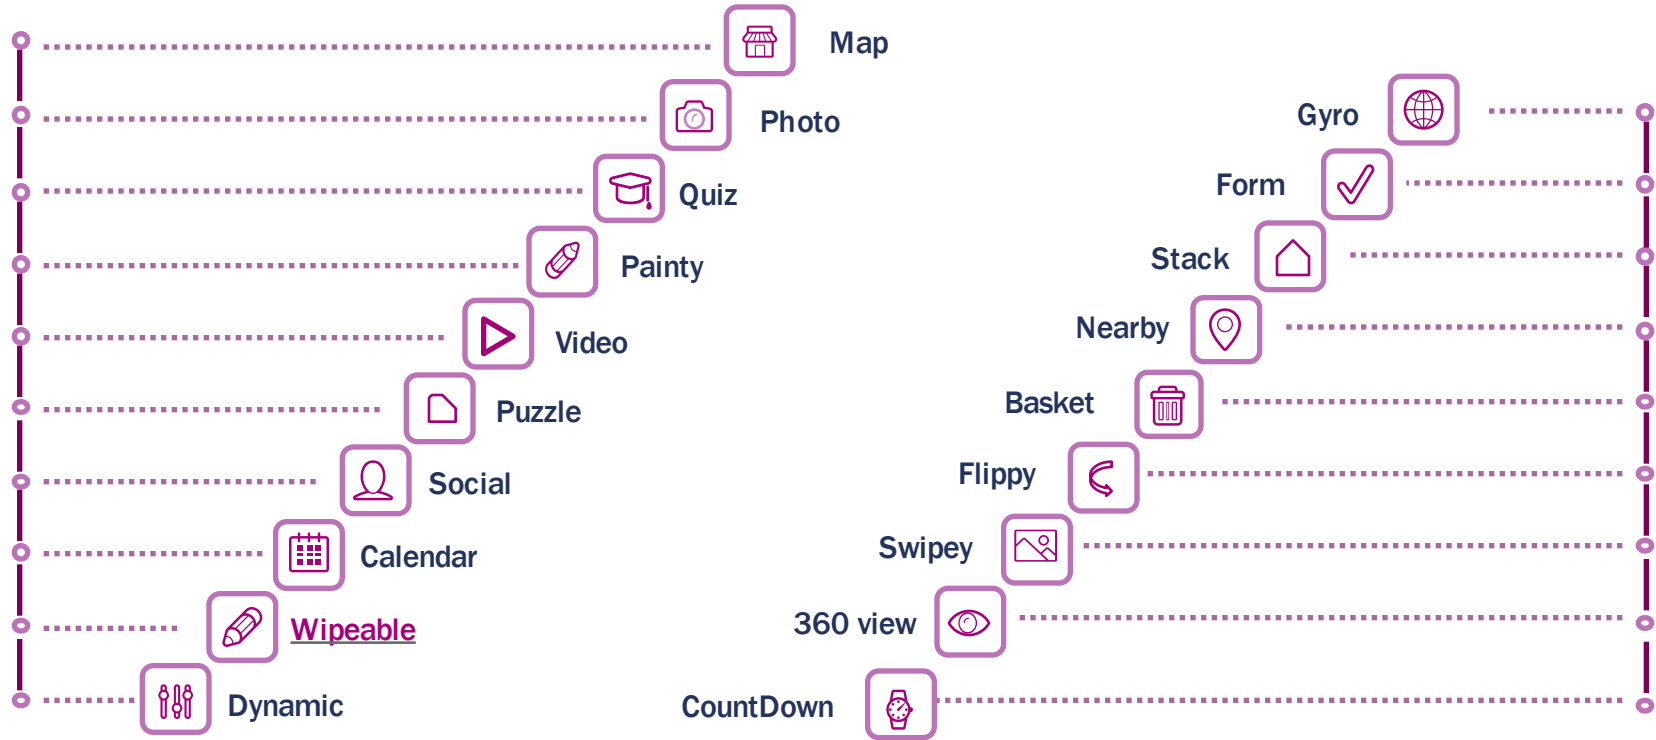 Map
Photo
Quiz
Painty
Video
Puzzle
Social
Calendar
Wipeable
Dynamic
Gyro
Form
Stack
Nearby
Basket
Flippy
Swipey
360 view
CountDown